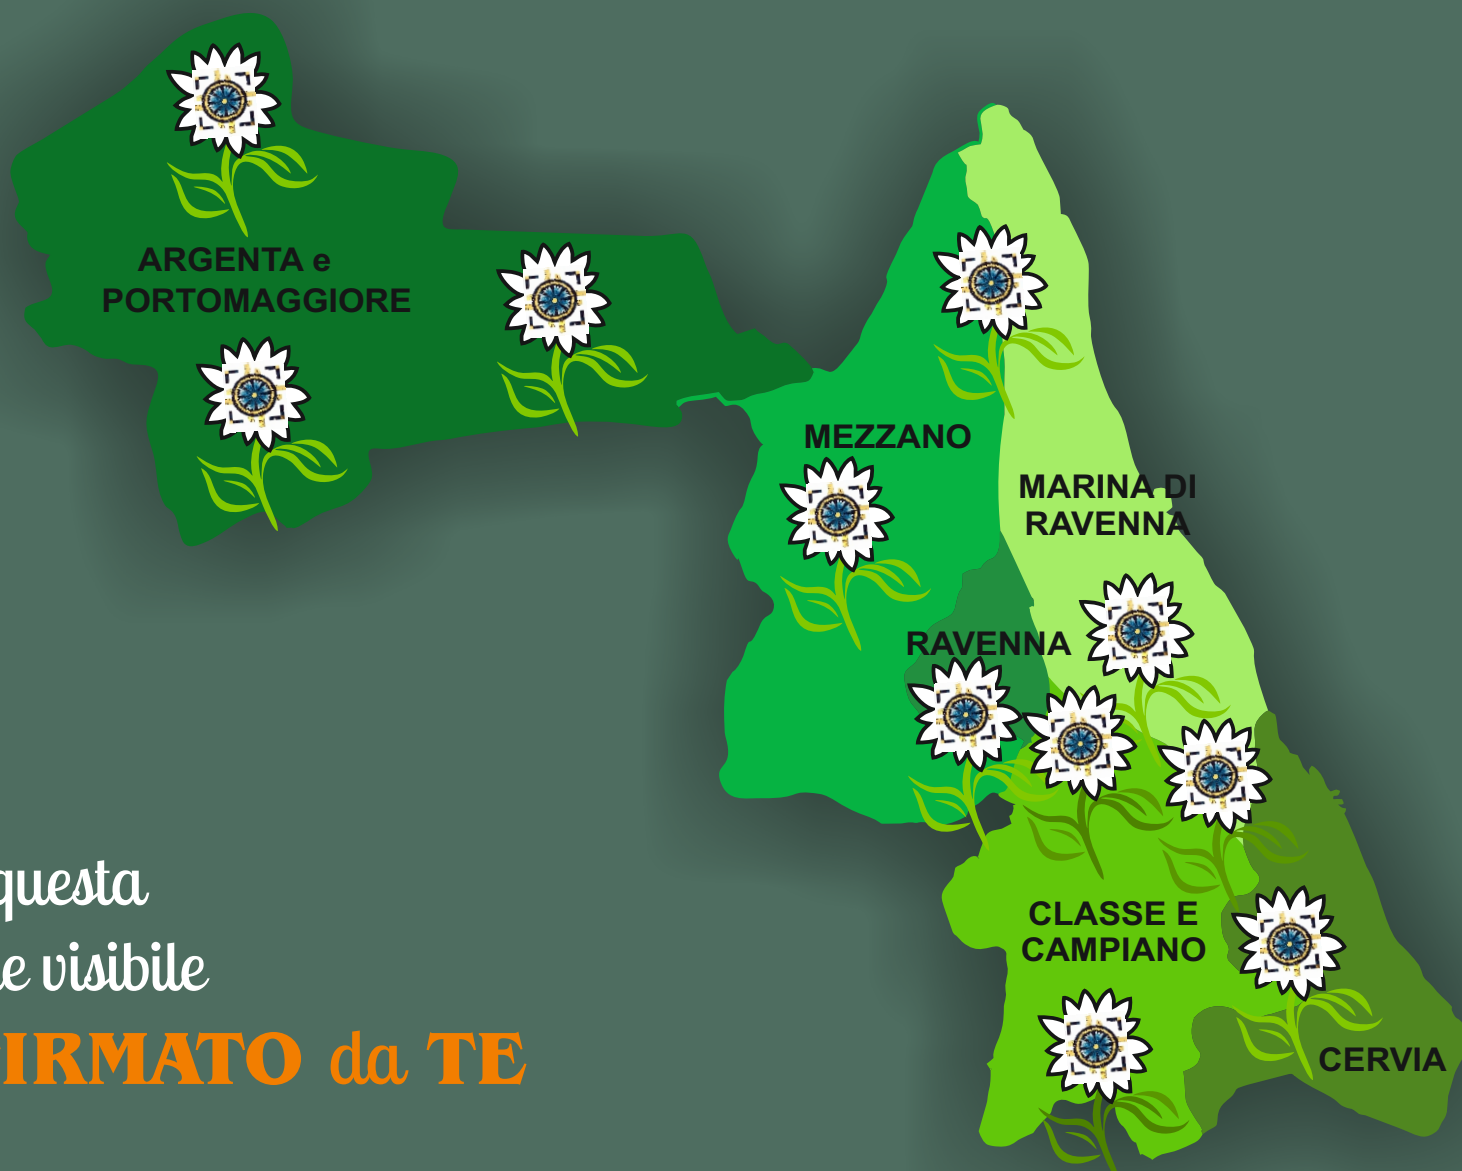 ARGENTA e
PORTOMAGGIORE
MEZZANO
MARINA DI
RAVENNA
RAVENNA
CLASSE E
CAMPIANO
CERVIA
questa
e visibile
IRMATO da TE